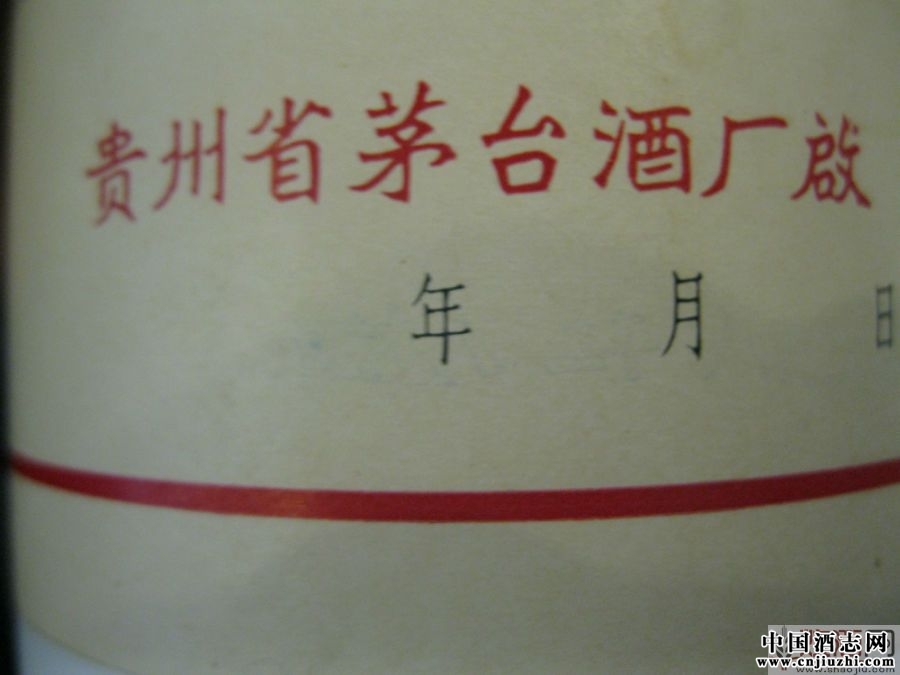 贵州省茅台酒厂啟
年 月 日
中国酒志网
www.cnjiuzhi.com